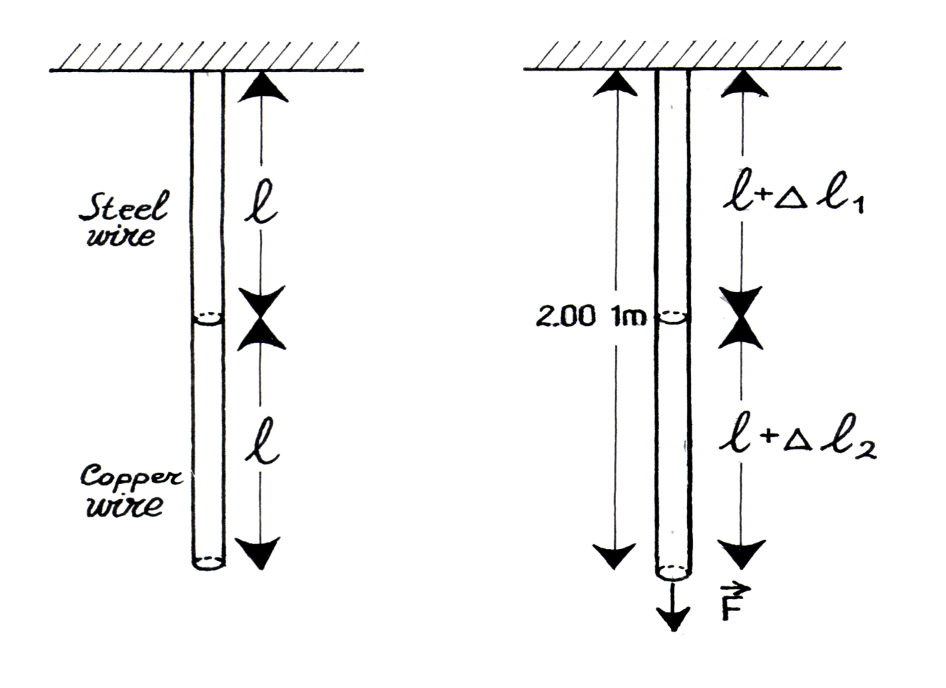 Steel
wire
l
Copper
wire
l
l+Δl₁
2.00 1m
l+Δl₂
F⃗